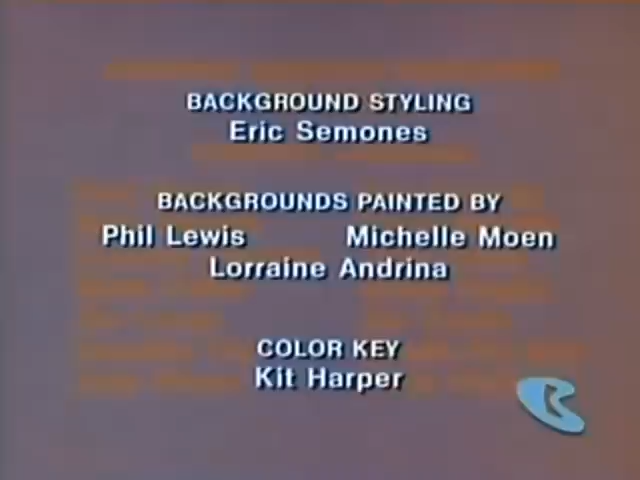 BACKGROUND STYLING
Eric Semones
BACKGROUNDS PAINTED BY
Phil Lewis Michelle Moen
Lorraine Andrina
COLOR KEY
Kit Harper